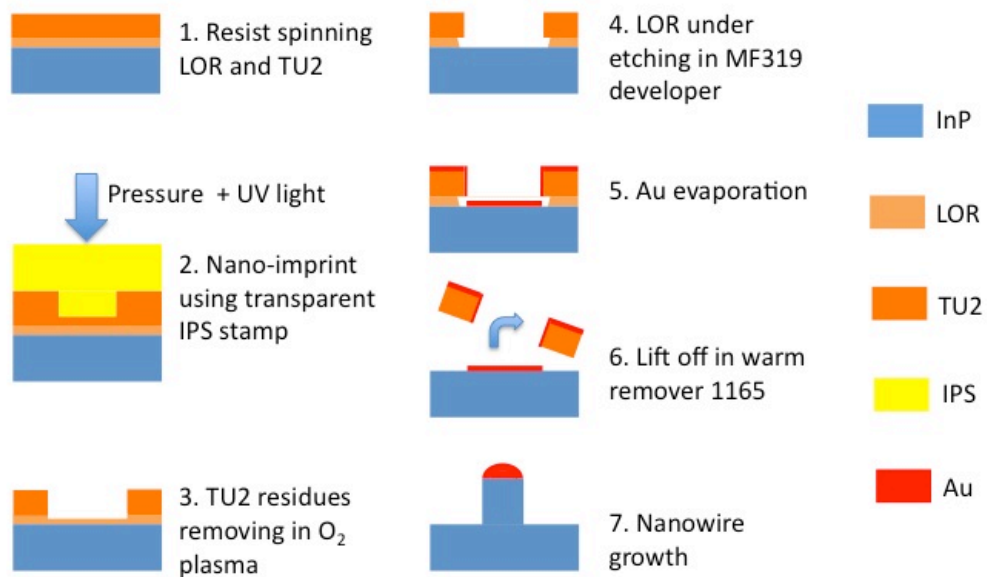 1. Resist spinning
LOR and TU2
Pressure + UV light
2. Nano-imprint
using transparent
IPS stamp
3. TU2 residues
removing in O₂
plasma
4. LOR under
etching in MF319
developer
5. Au evaporation
6. Lift off in warm
remover 1165
7. Nanowire
growth
InP
LOR
TU2
IPS
Au